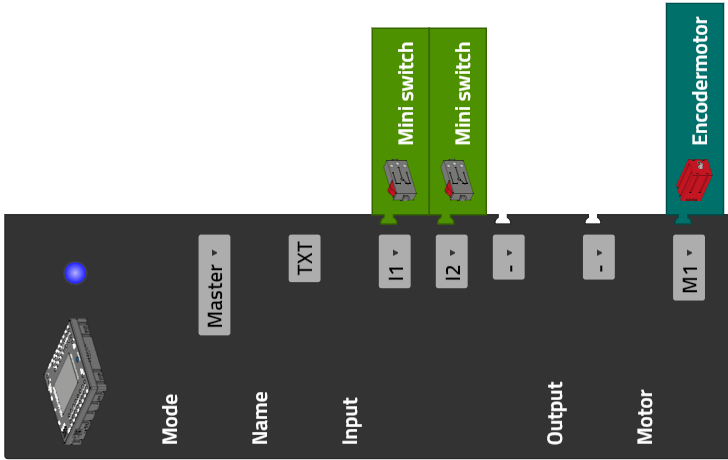 Mode
Master
Name
TXT
Input
I1
Mini switch
I2
Mini switch
-
Output
-
Motor
M1
Encodermotor